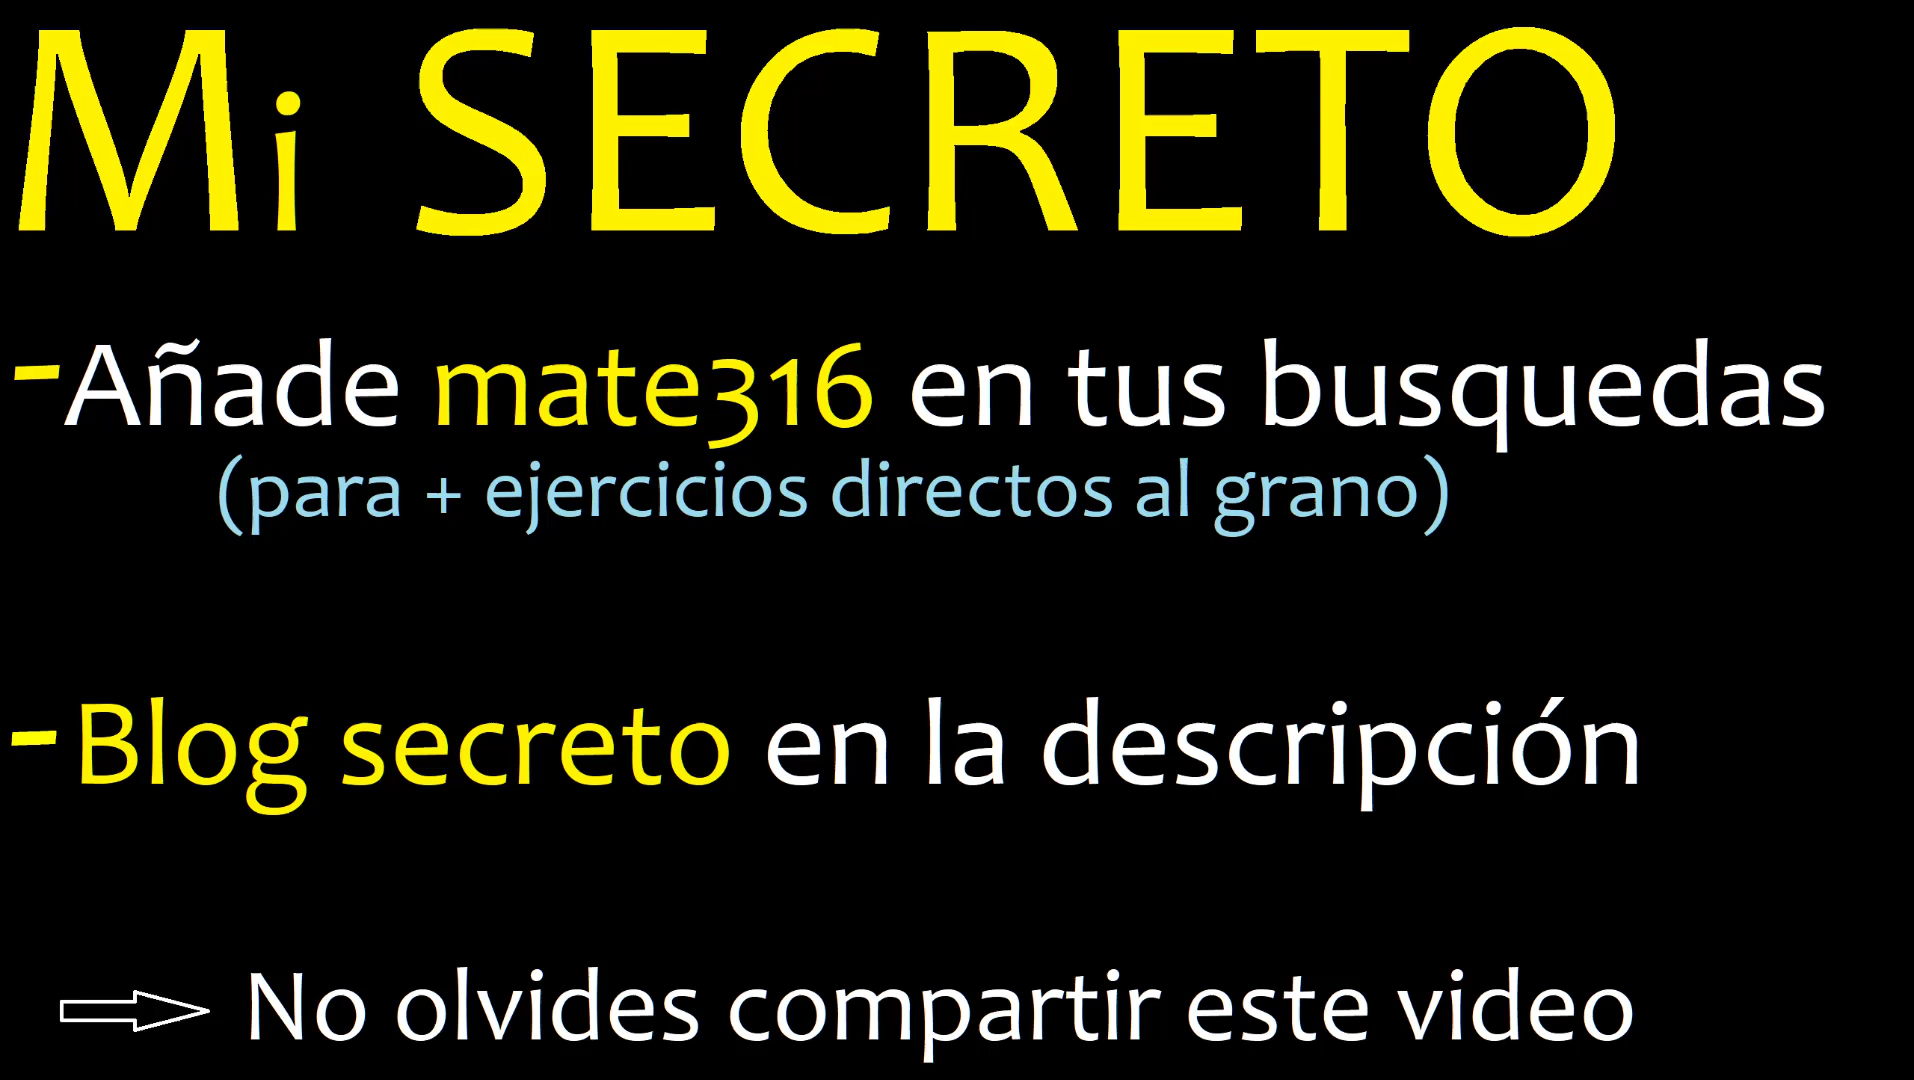 Mi SECRETO
-Añade mate316 en tus busquedas
(para + ejercicios directos al grano)
-Blog secreto en la descripción
No olvides compartir este video